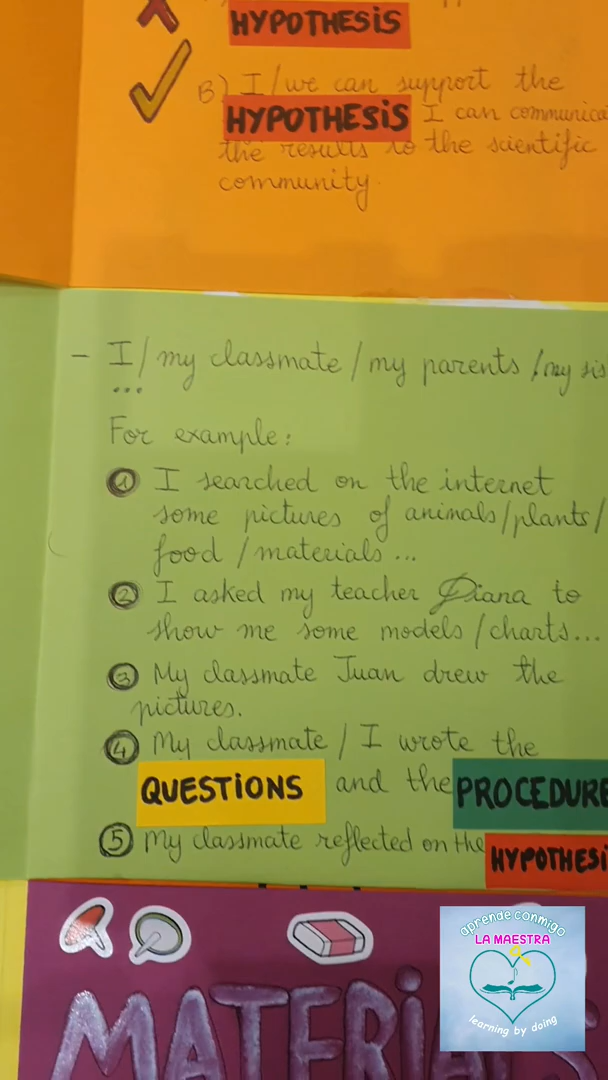 HYPOTHESIS
B) I/we can support the
HYPOTHESIS I can communica
the results to the scientific
community.
- I/my classmate/my parents/my sis
...
For example:
1 I searched on the internet
some pictures of animals/plants/
food/materials...
2 I asked my teacher Diana to
show me some models/charts...
3 My classmate Juan drew the
pictures.
4 My classmate/I wrote the
QUESTIONS and the PROCEDURE
5 My classmate reflected on the HYPOTHESI
MATERIALS
aprende conmigo
LA MAESTRA
learning by doing